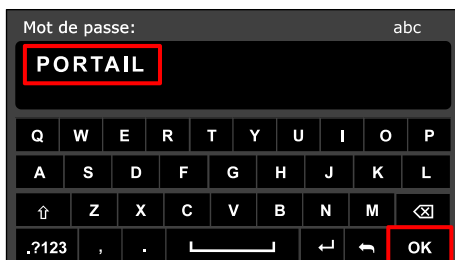 Mot de passe: abc
PORTAIL
Q W E R T Y U I O P
A S D F G H J K L
Z X C V B N M
.?123 , . OK